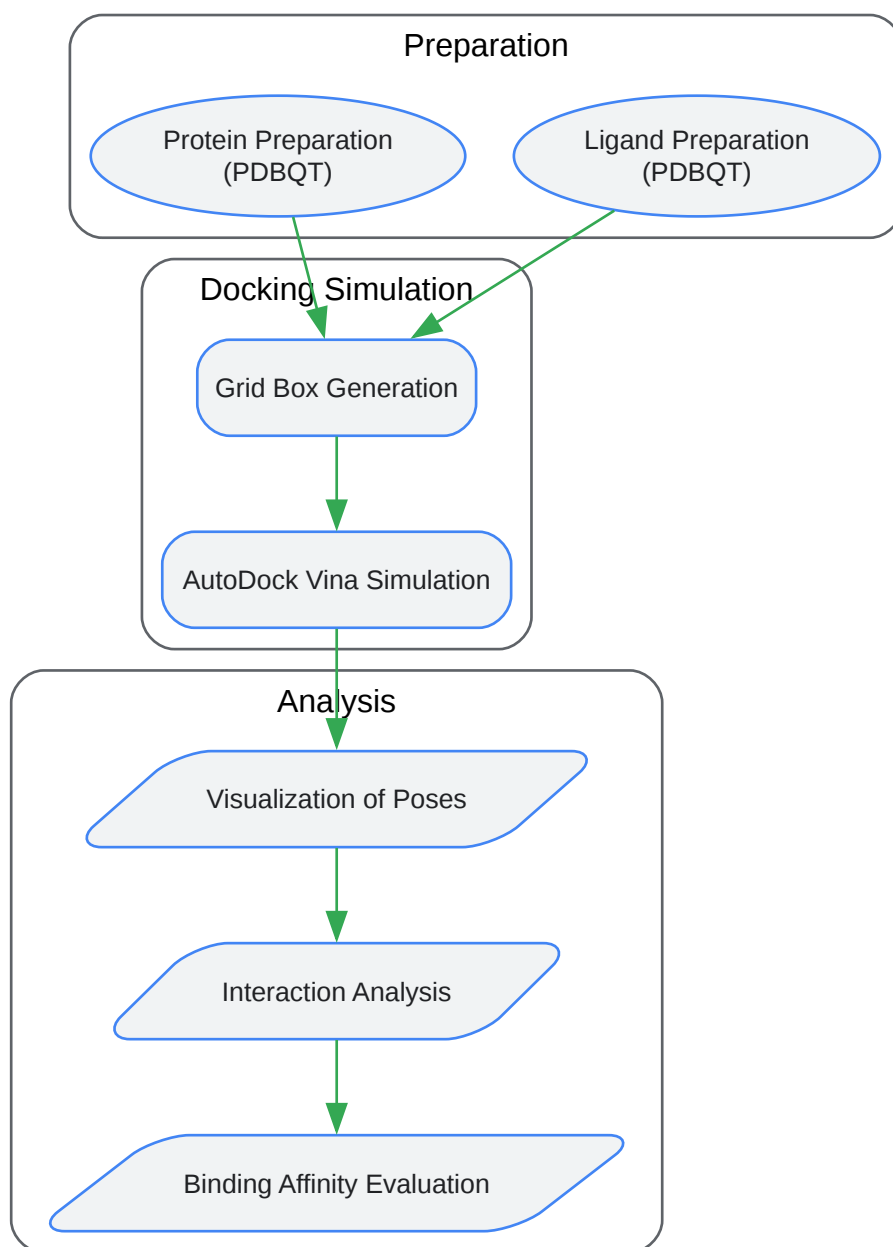 Preparation
Protein Preparation
(PDBQT)
Ligand Preparation
(PDBQT)
Docking Simulation
Grid Box Generation
AutoDock Vina Simulation
Analysis
Visualization of Poses
Interaction Analysis
Binding Affinity Evaluation